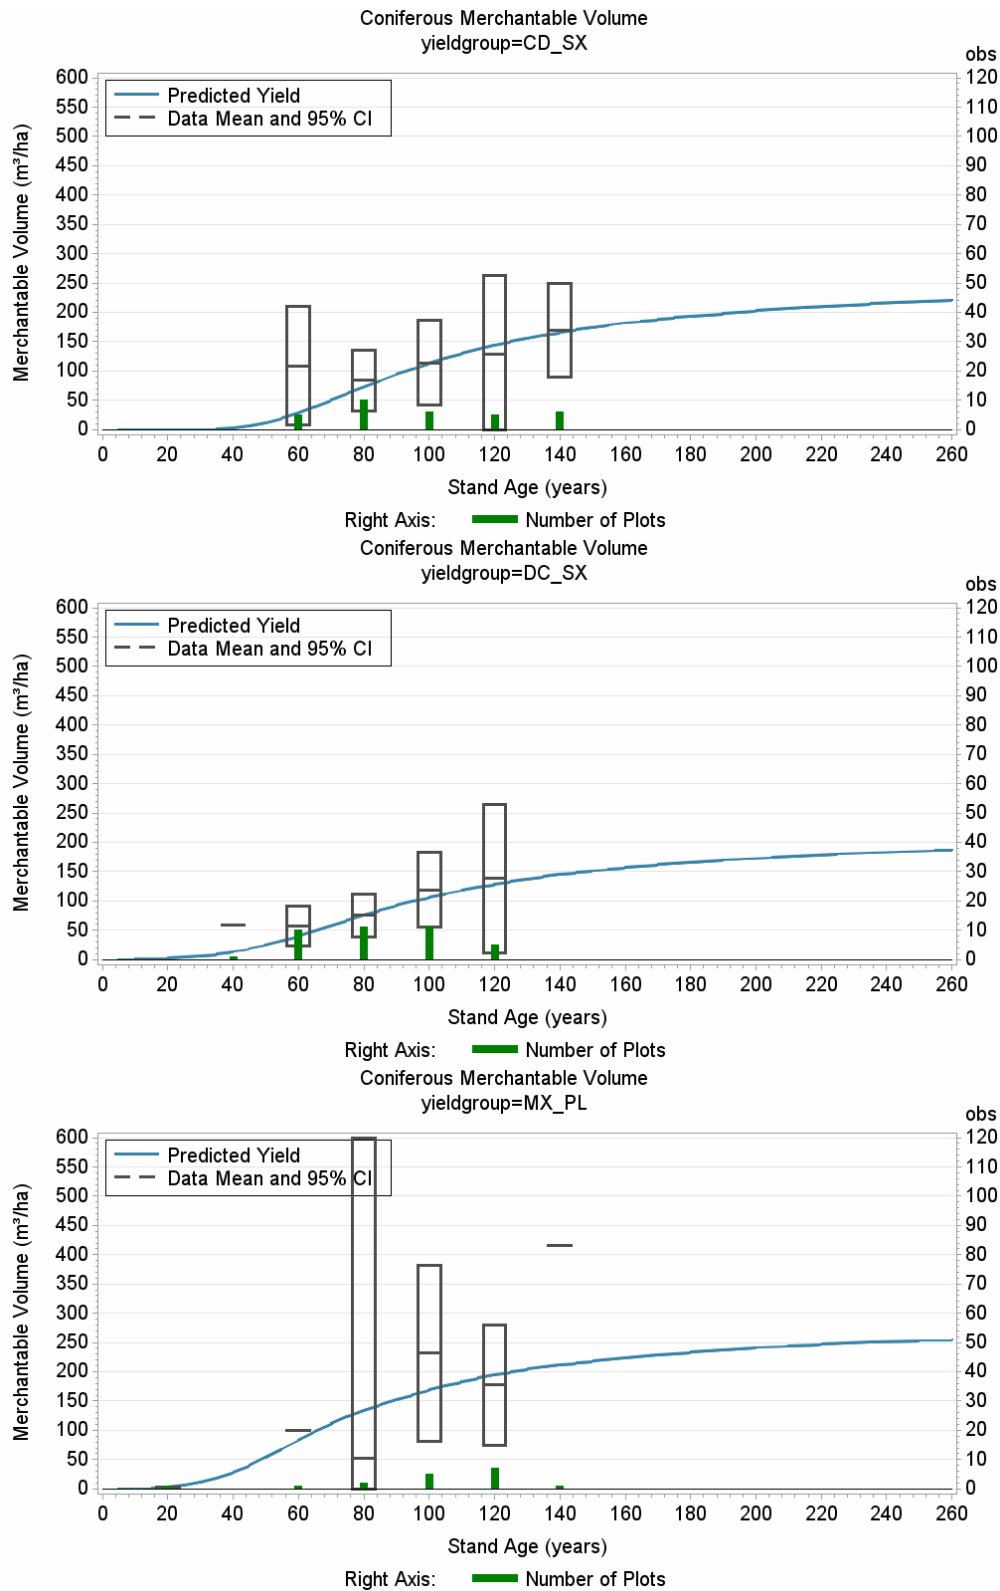 Coniferous Merchantable Volume
yieldgroup=CD_SX
obs
Predicted Yield
Data Mean and 95% CI
Merchantable Volume (m³/ha)
600
550
500
450
400
350
300
250
200
150
100
50
0
120
110
100
90
80
70
60
50
40
30
20
10
0
0 20 40 60 80 100 120 140 160 180 200 220 240 260
Stand Age (years)
Right Axis: Number of Plots
Coniferous Merchantable Volume
yieldgroup=DC_SX
obs
Predicted Yield
Data Mean and 95% CI
Merchantable Volume (m³/ha)
600
550
500
450
400
350
300
250
200
150
100
50
0
120
110
100
90
80
70
60
50
40
30
20
10
0
0 20 40 60 80 100 120 140 160 180 200 220 240 260
Stand Age (years)
Right Axis: Number of Plots
Coniferous Merchantable Volume
yieldgroup=MX_PL
obs
Predicted Yield
Data Mean and 95% CI
Merchantable Volume (m³/ha)
600
550
500
450
400
350
300
250
200
150
100
50
0
120
110
100
90
80
70
60
50
40
30
20
10
0
0 20 40 60 80 100 120 140 160 180 200 220 240 260
Stand Age (years)
Right Axis: Number of Plots